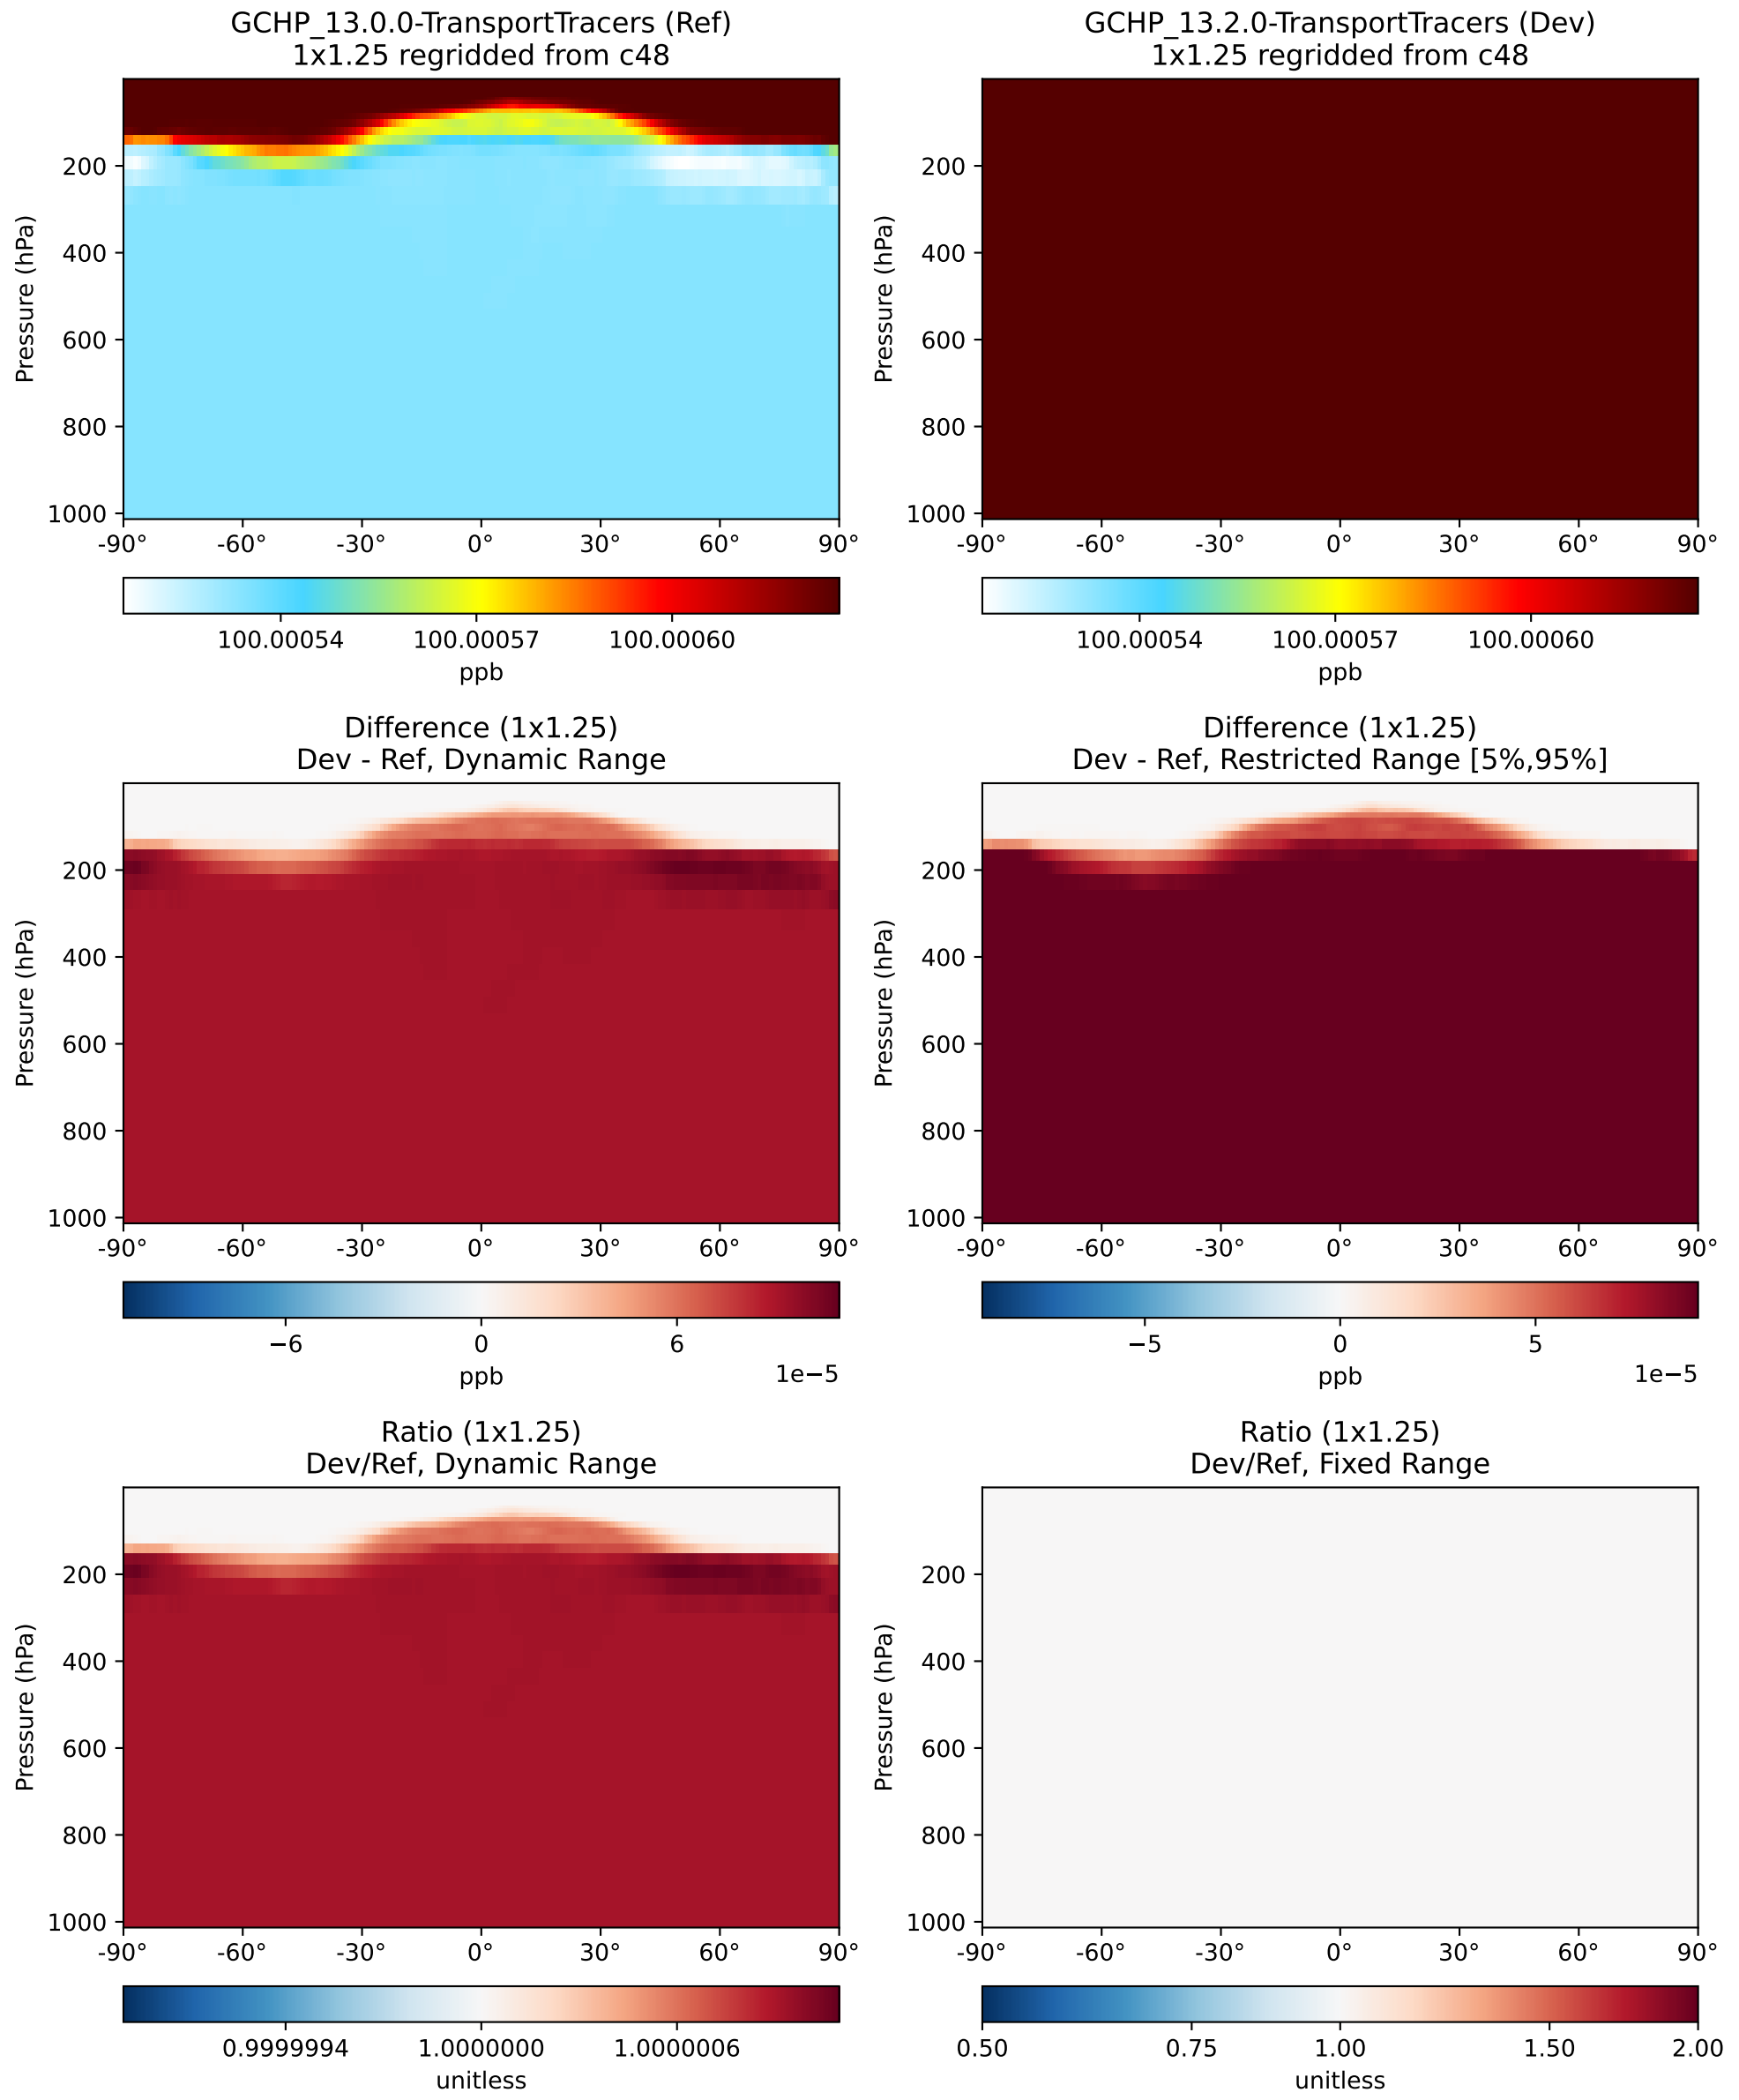 GCHP_13.0.0-TransportTracers (Ref)
1x1.25 regridded from c48
Pressure (hPa)
200
400
600
800
1000
-90° -60° -30° 0° 30° 60° 90°
100.00054 100.00057 100.00060
ppb
GCHP_13.2.0-TransportTracers (Dev)
1x1.25 regridded from c48
Pressure (hPa)
200
400
600
800
1000
-90° -60° -30° 0° 30° 60° 90°
100.00054 100.00057 100.00060
ppb
Difference (1x1.25)
Dev - Ref, Dynamic Range
Pressure (hPa)
200
400
600
800
1000
-90° -60° -30° 0° 30° 60° 90°
−6 0 6
1e−5
ppb
Difference (1x1.25)
Dev - Ref, Restricted Range [5%,95%]
Pressure (hPa)
200
400
600
800
1000
-90° -60° -30° 0° 30° 60° 90°
−5 0 5
1e−5
ppb
Ratio (1x1.25)
Dev/Ref, Dynamic Range
Pressure (hPa)
200
400
600
800
1000
-90° -60° -30° 0° 30° 60° 90°
0.9999994 1.0000000 1.0000006
unitless
Ratio (1x1.25)
Dev/Ref, Fixed Range
Pressure (hPa)
200
400
600
800
1000
-90° -60° -30° 0° 30° 60° 90°
0.50 0.75 1.00 1.50 2.00
unitless